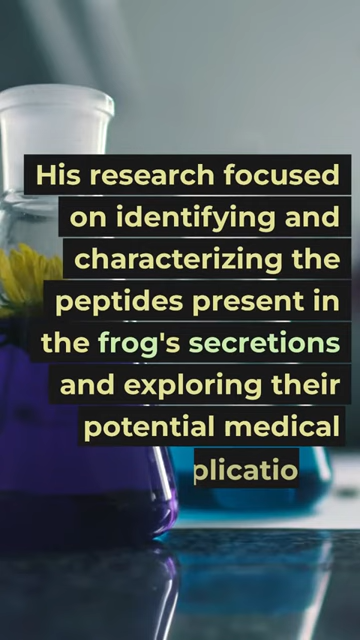 His research focused
on identifying and
characterizing the
peptides present in
the frog's secretions
and exploring their
potential medical
plicatio